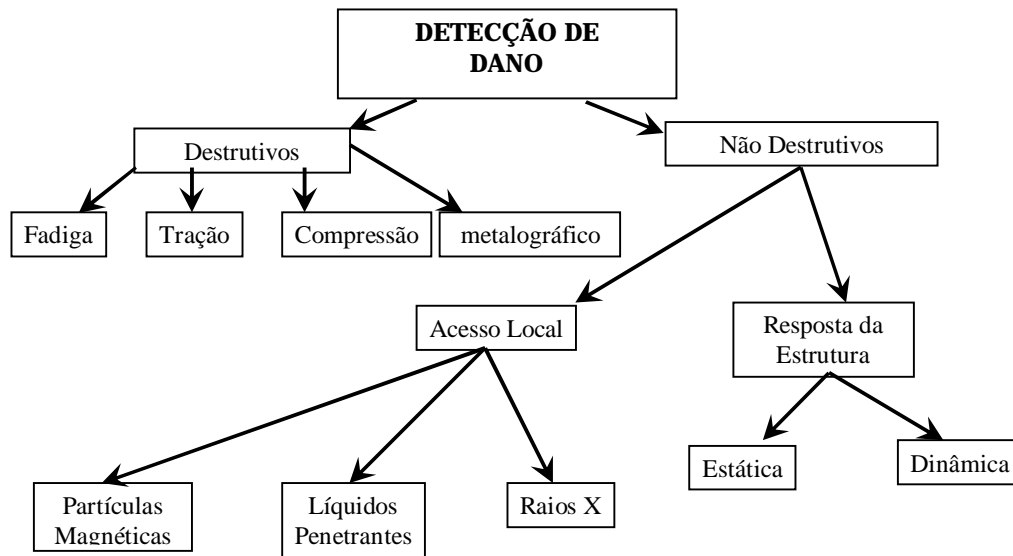 DETECÇÃO DE
DANO
Destrutivos
Não Destrutivos
Fadiga
Tração
Compressão
metalográfico
Acesso Local
Resposta da
Estrutura
Estática
Dinâmica
Partículas
Magnéticas
Líquidos
Penetrantes
Raios X